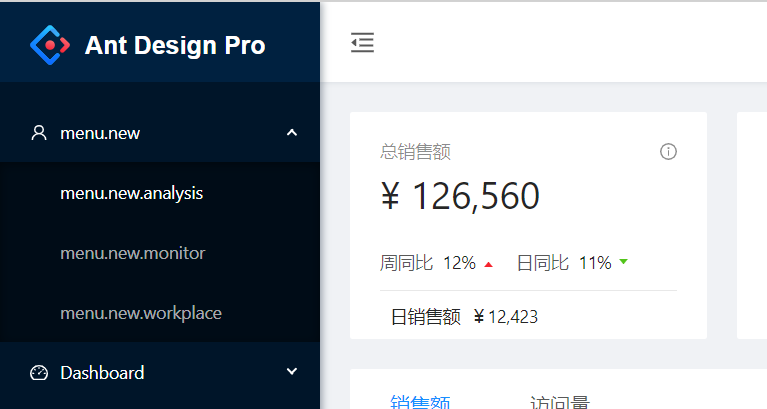 Ant Design Pro
menu.new
menu.new.analysis
menu.new.monitor
menu.new.workplace
Dashboard
总销售额
¥ 126,560
周同比 12% 日同比 11%
日销售额 ¥12,423
销售额 访问量